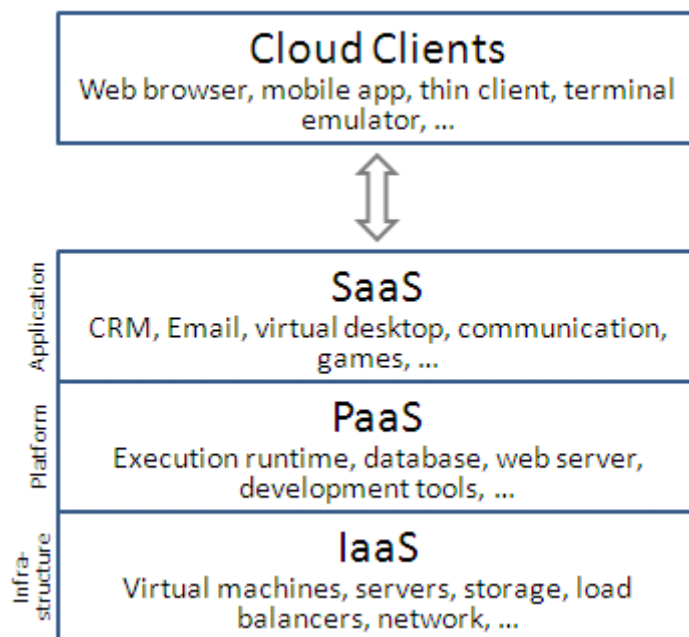 Cloud Clients
Web browser, mobile app, thin client, terminal
emulator, ...
Application
SaaS
CRM, Email, virtual desktop, communication,
games, ...
Platform
PaaS
Execution runtime, database, web server,
development tools, ...
Infra-
structure
IaaS
Virtual machines, servers, storage, load
balancers, network, ...